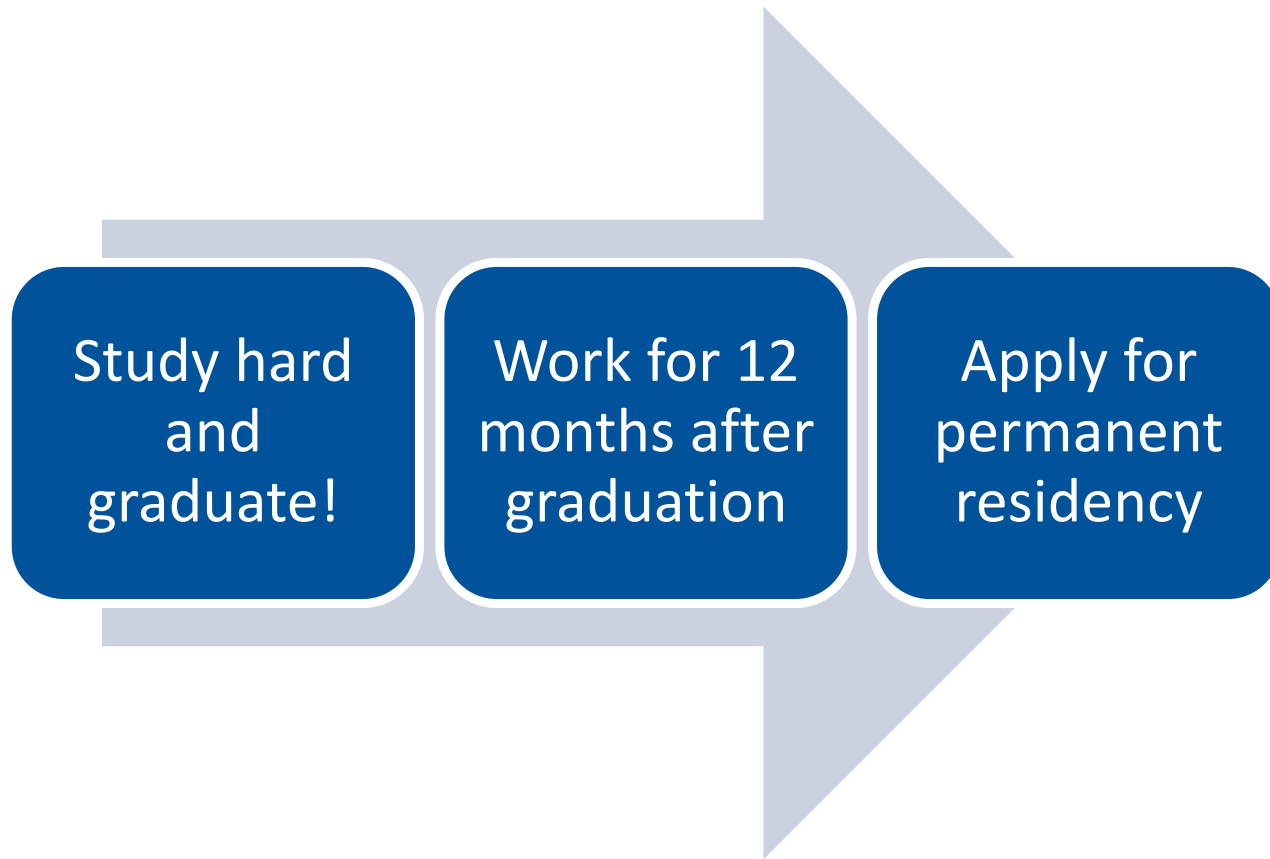 Study hard
and
graduate!
Work for 12
months after
graduation
Apply for
permanent
residency